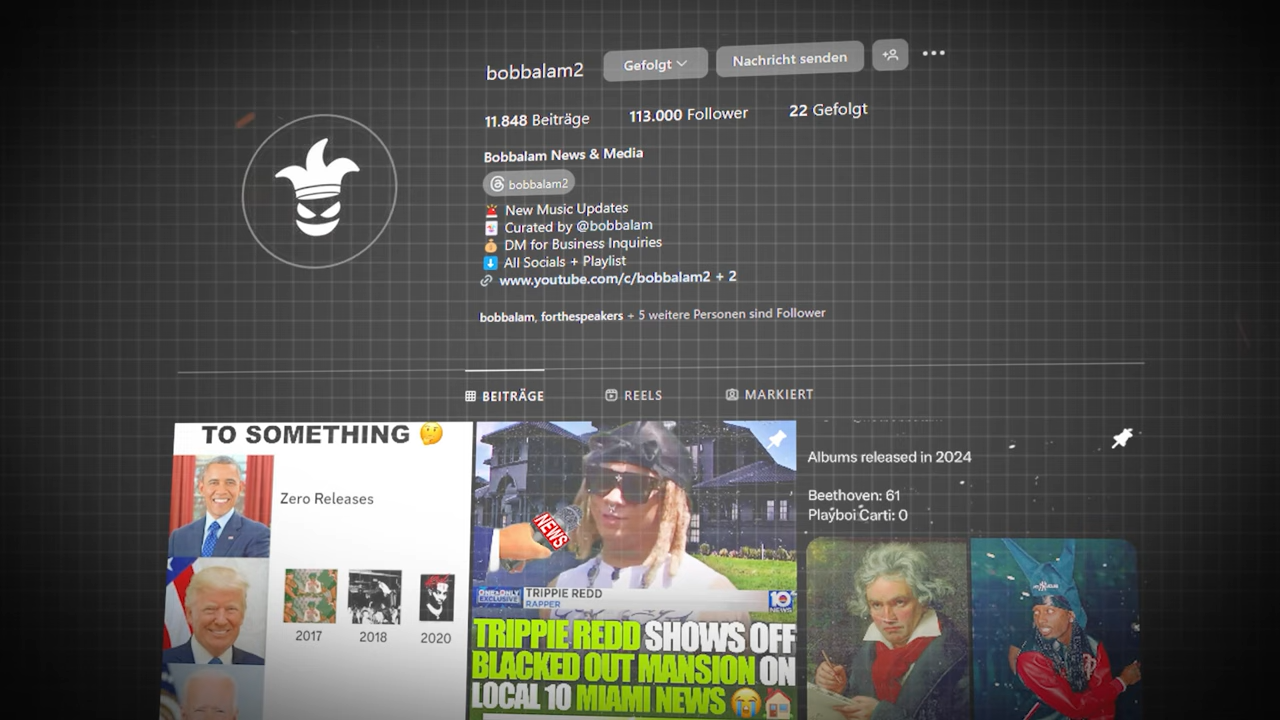 bobbalam2
Gefolgt
Nachricht senden
11.848 Beiträge
113.000 Follower
22 Gefolgt
Bobbalam News & Media
bobbalam2
🚨 New Music Updates
🃏 Curated by @bobbalam
💰 DM for Business Inquiries
⬇️ All Socials + Playlist
www.youtube.com/c/bobbalam2 + 2
bobbalam, forthespeakers + 5 weitere Personen sind Follower
BEITRÄGE
REELS
MARKIERT
TO SOMETHING 🤔
Zero Releases
2017
2018
2020
NEWS
ONE&ONLY
EXCLUSIVE
TRIPPIE REDD
RAPPER
10
NEWS
TRIPPIE REDD SHOWS OFF
BLACKED OUT MANSION ON
LOCAL 10 MIAMI NEWS 😭🏠
Albums released in 2024
Beethoven: 61
Playboi Carti: 0